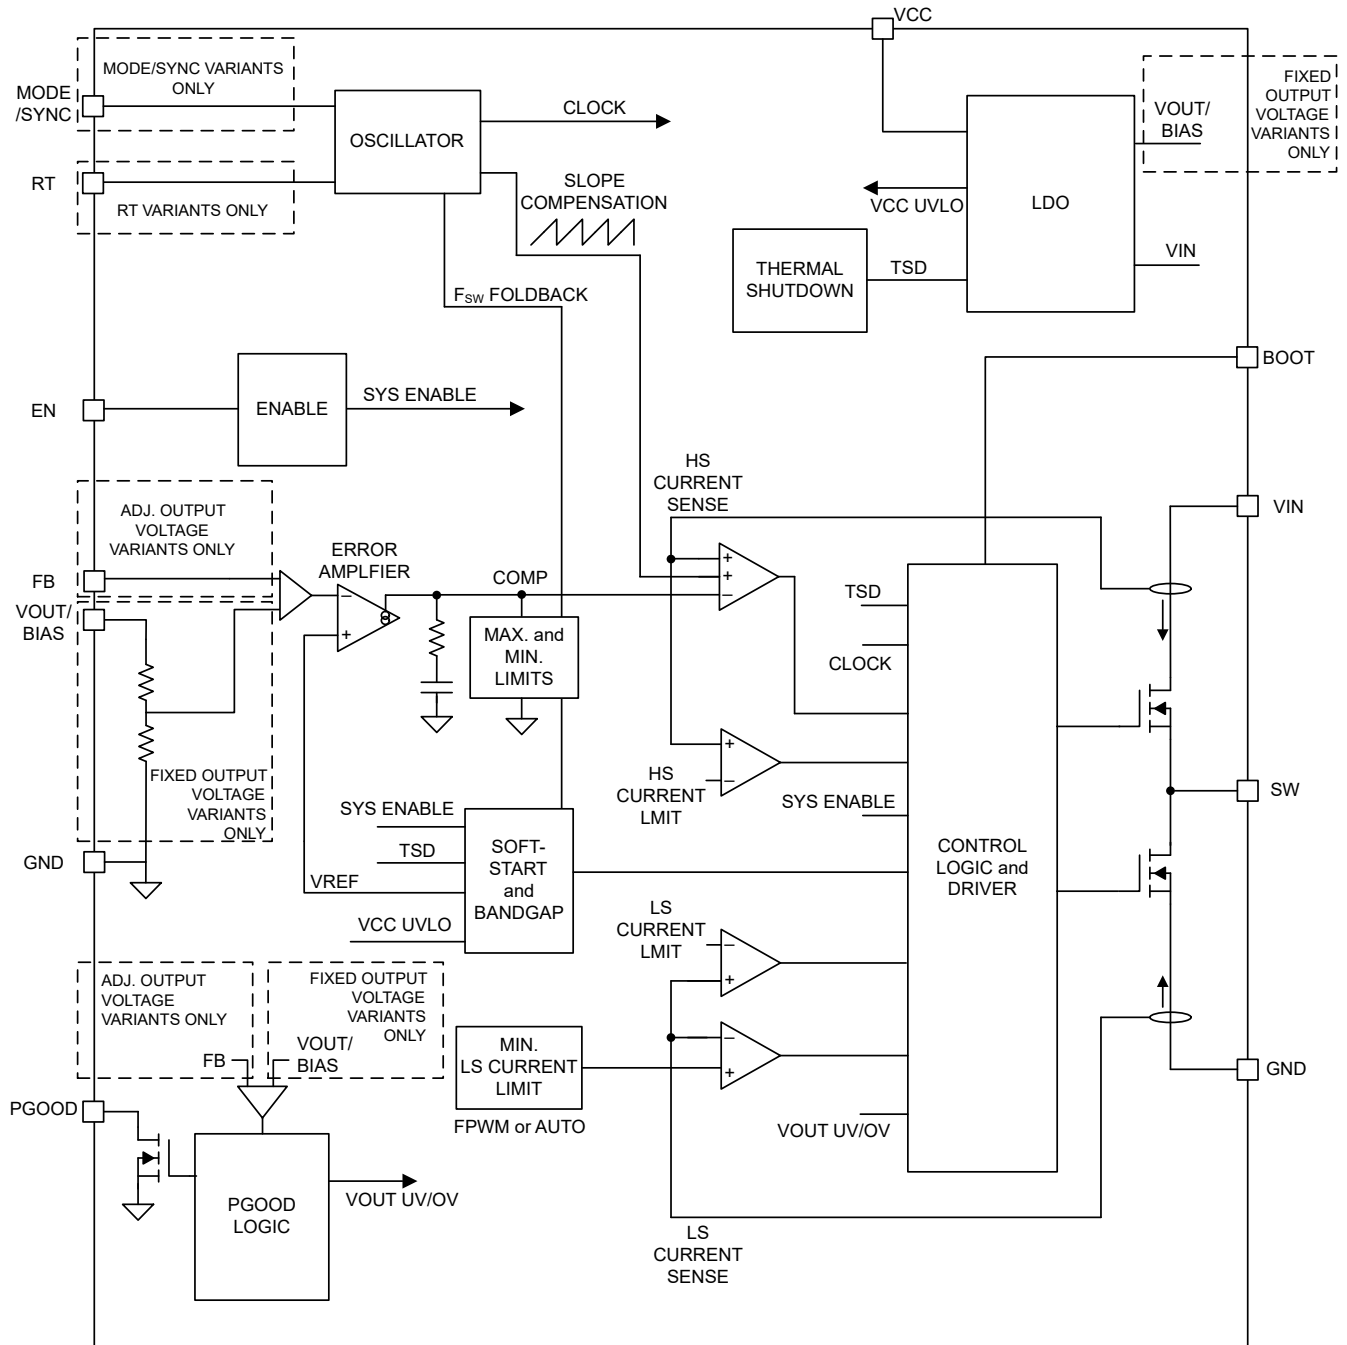 VCC
MODE/SYNC VARIANTS
ONLY
MODE
/SYNC
OSCILLATOR
CLOCK
RT
RT VARIANTS ONLY
SLOPE
COMPENSATION
FSW FOLDBACK
FIXED
OUTPUT
VOLTAGE
VARIANTS
ONLY
VOUT/
BIAS
LDO
VCC UVLO
VIN
THERMAL
SHUTDOWN
TSD
BOOT
EN
ENABLE
SYS ENABLE
HS
CURRENT
SENSE
VIN
ADJ. OUTPUT
VOLTAGE
VARIANTS ONLY
FB
ERROR
AMPLFIER
COMP
VOUT/
BIAS
MAX. and
MIN.
LIMITS
+
+
−
−
+
TSD
CLOCK
FIXED OUTPUT
VOLTAGE
VARIANTS
ONLY
GND
HS
CURRENT
LMIT
+
−
SYS ENABLE
SW
SYS ENABLE
TSD
VREF
VCC UVLO
SOFT-
START
and
BANDGAP
CONTROL
LOGIC and
DRIVER
LS
CURRENT
LMIT
−
+
ADJ. OUTPUT
VOLTAGE
VARIANTS ONLY
FB
FIXED OUTPUT
VOLTAGE
VARIANTS
ONLY
VOUT/
BIAS
MIN.
LS CURRENT
LIMIT
FPWM or AUTO
−
+
GND
PGOOD
VOUT UV/OV
PGOOD
LOGIC
VOUT UV/OV
LS
CURRENT
SENSE